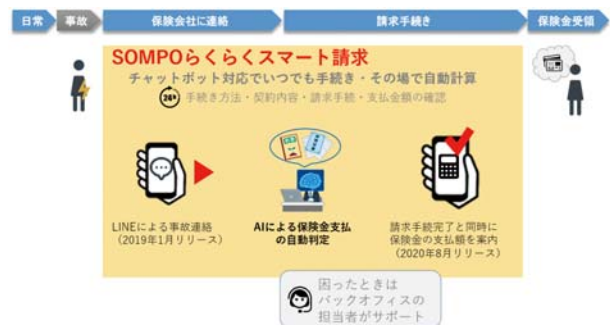 日常
事故
保険会社に連絡
請求手続き
保険金受領
SOMPOらくらくスマート請求
チャットボット対応でいつでも手続き・その場で自動計算
24h
手続き方法・契約内容・請求手続・支払金額の確認
LINEによる事故連絡
(2019年1月リリース)
AIによる保険金支払
の自動判定
請求手続完了と同時に
保険金の支払額を案内
(2020年8月リリース)
困ったときは
バックオフィスの
担当者がサポート